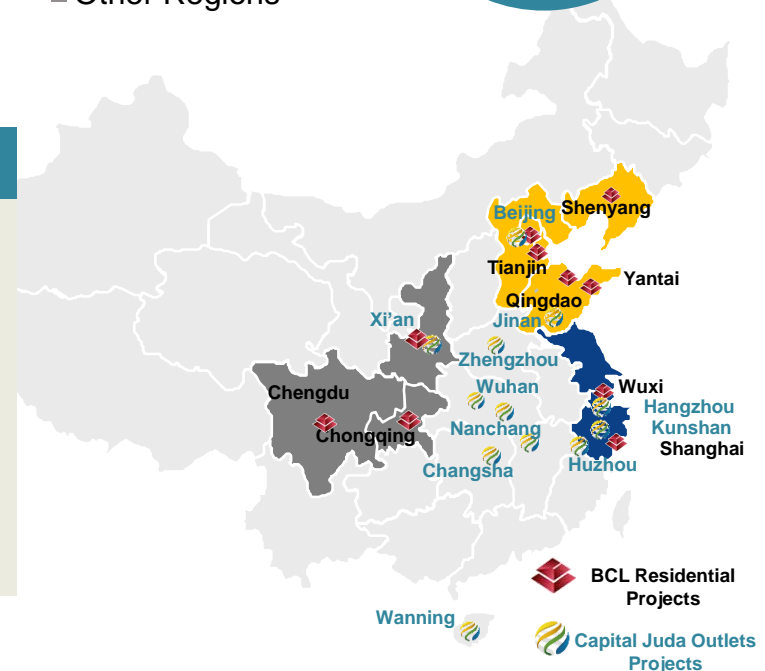 Other Regions
Beijing
Shenyang
Tianjin
Yantai
Qingdao
Jinan
Xi'an
Zhengzhou
Wuhan
Wuxi
Chengdu
Hangzhou
Kunshan
Chongqing
Nanchang
Shanghai
Changsha
Huzhou
BCL Residential
Projects
Wanning
Capital Juda Outlets
Projects